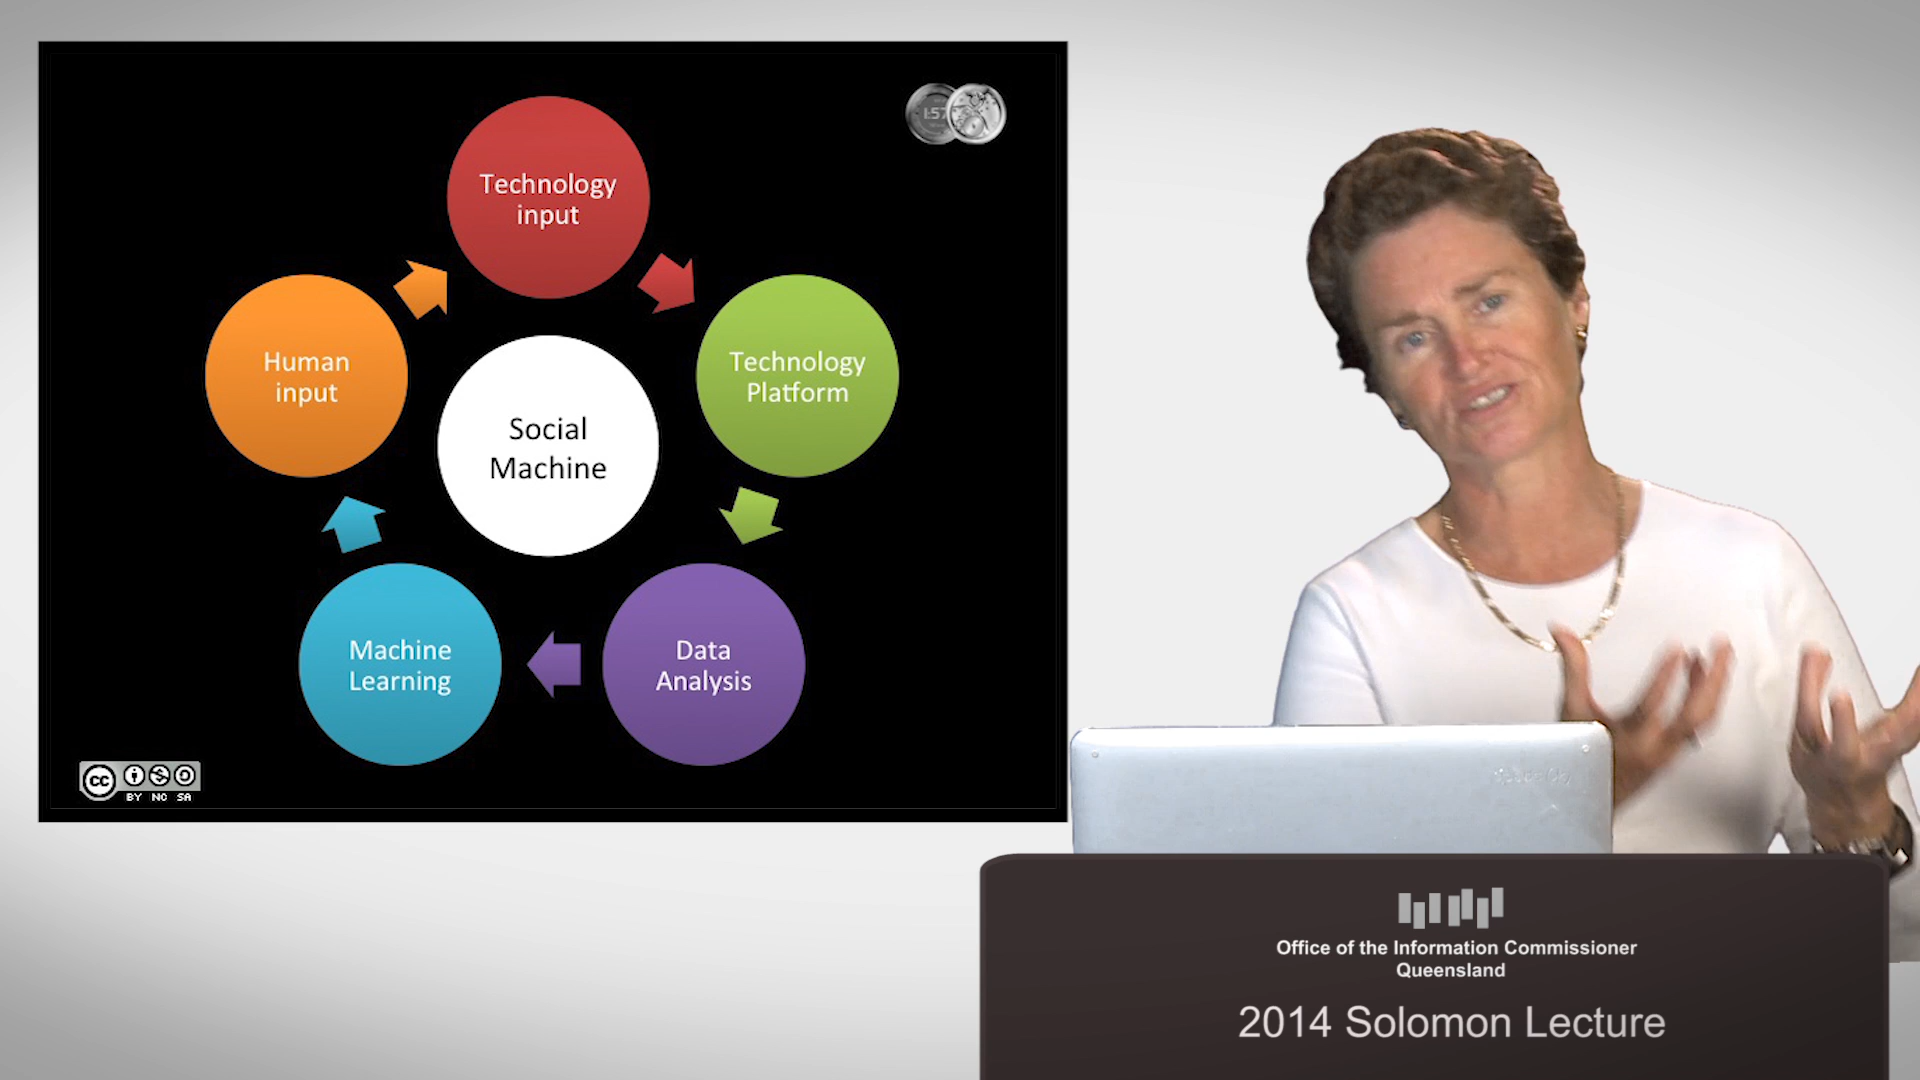 Technology
input
Human
input
Technology
Platform
Social
Machine
Machine
Learning
Data
Analysis
cc
BY NC SA
Office of the Information Commissioner
Queensland
2014 Solomon Lecture